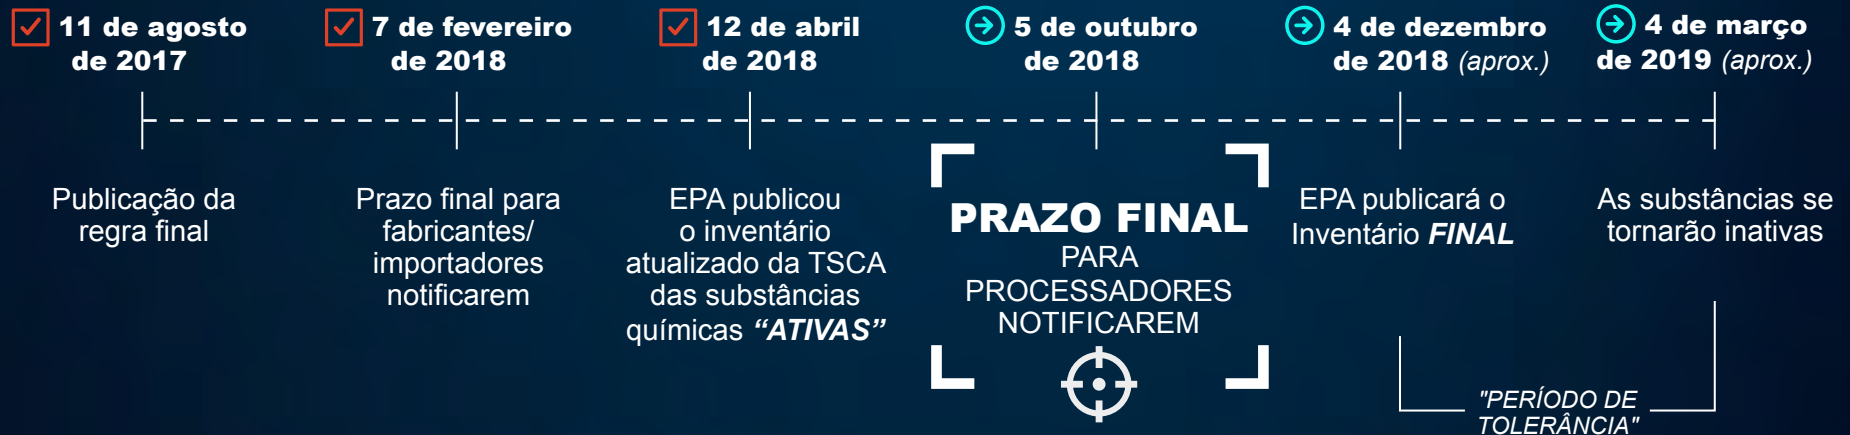 11 de agosto
de 2017
Publicação da
regra final
7 de fevereiro
de 2018
Prazo final para
fabricantes/
importadores
notificarem
12 de abril
de 2018
EPA publicou
o inventário
atualizado da TSCA
das substâncias
químicas “ATIVAS”
5 de outubro
de 2018
PRAZO FINAL
PARA
PROCESSADORES
NOTIFICAREM
4 de dezembro
de 2018 (aprox.)
EPA publicará o
Inventário FINAL
4 de março
de 2019 (aprox.)
As substâncias se
tornarão inativas
"PERÍODO DE
TOLERÂNCIA"